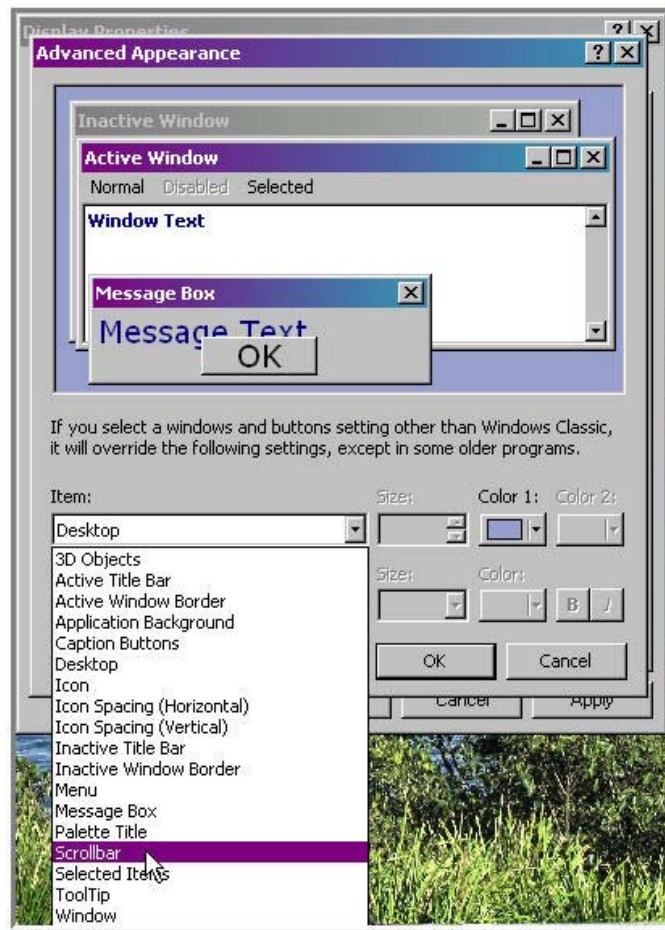 Display Properties
Advanced Appearance
Inactive Window
Active Window
Normal Disabled Selected
Window Text
Message Box
Message Text
OK
If you select a windows and buttons setting other than Windows Classic,
it will override the following settings, except in some older programs.
Item: Size: Color 1: Color 2:
Desktop
3D Objects
Active Title Bar
Active Window Border
Application Background
Caption Buttons
Desktop
Icon
Icon Spacing (Horizontal)
Icon Spacing (Vertical)
Inactive Title Bar
Inactive Window Border
Menu
Message Box
Palette Title
Scrollbar
Selected Items
ToolTip
Window
Size: Color:
B I
OK Cancel
Cancel Apply